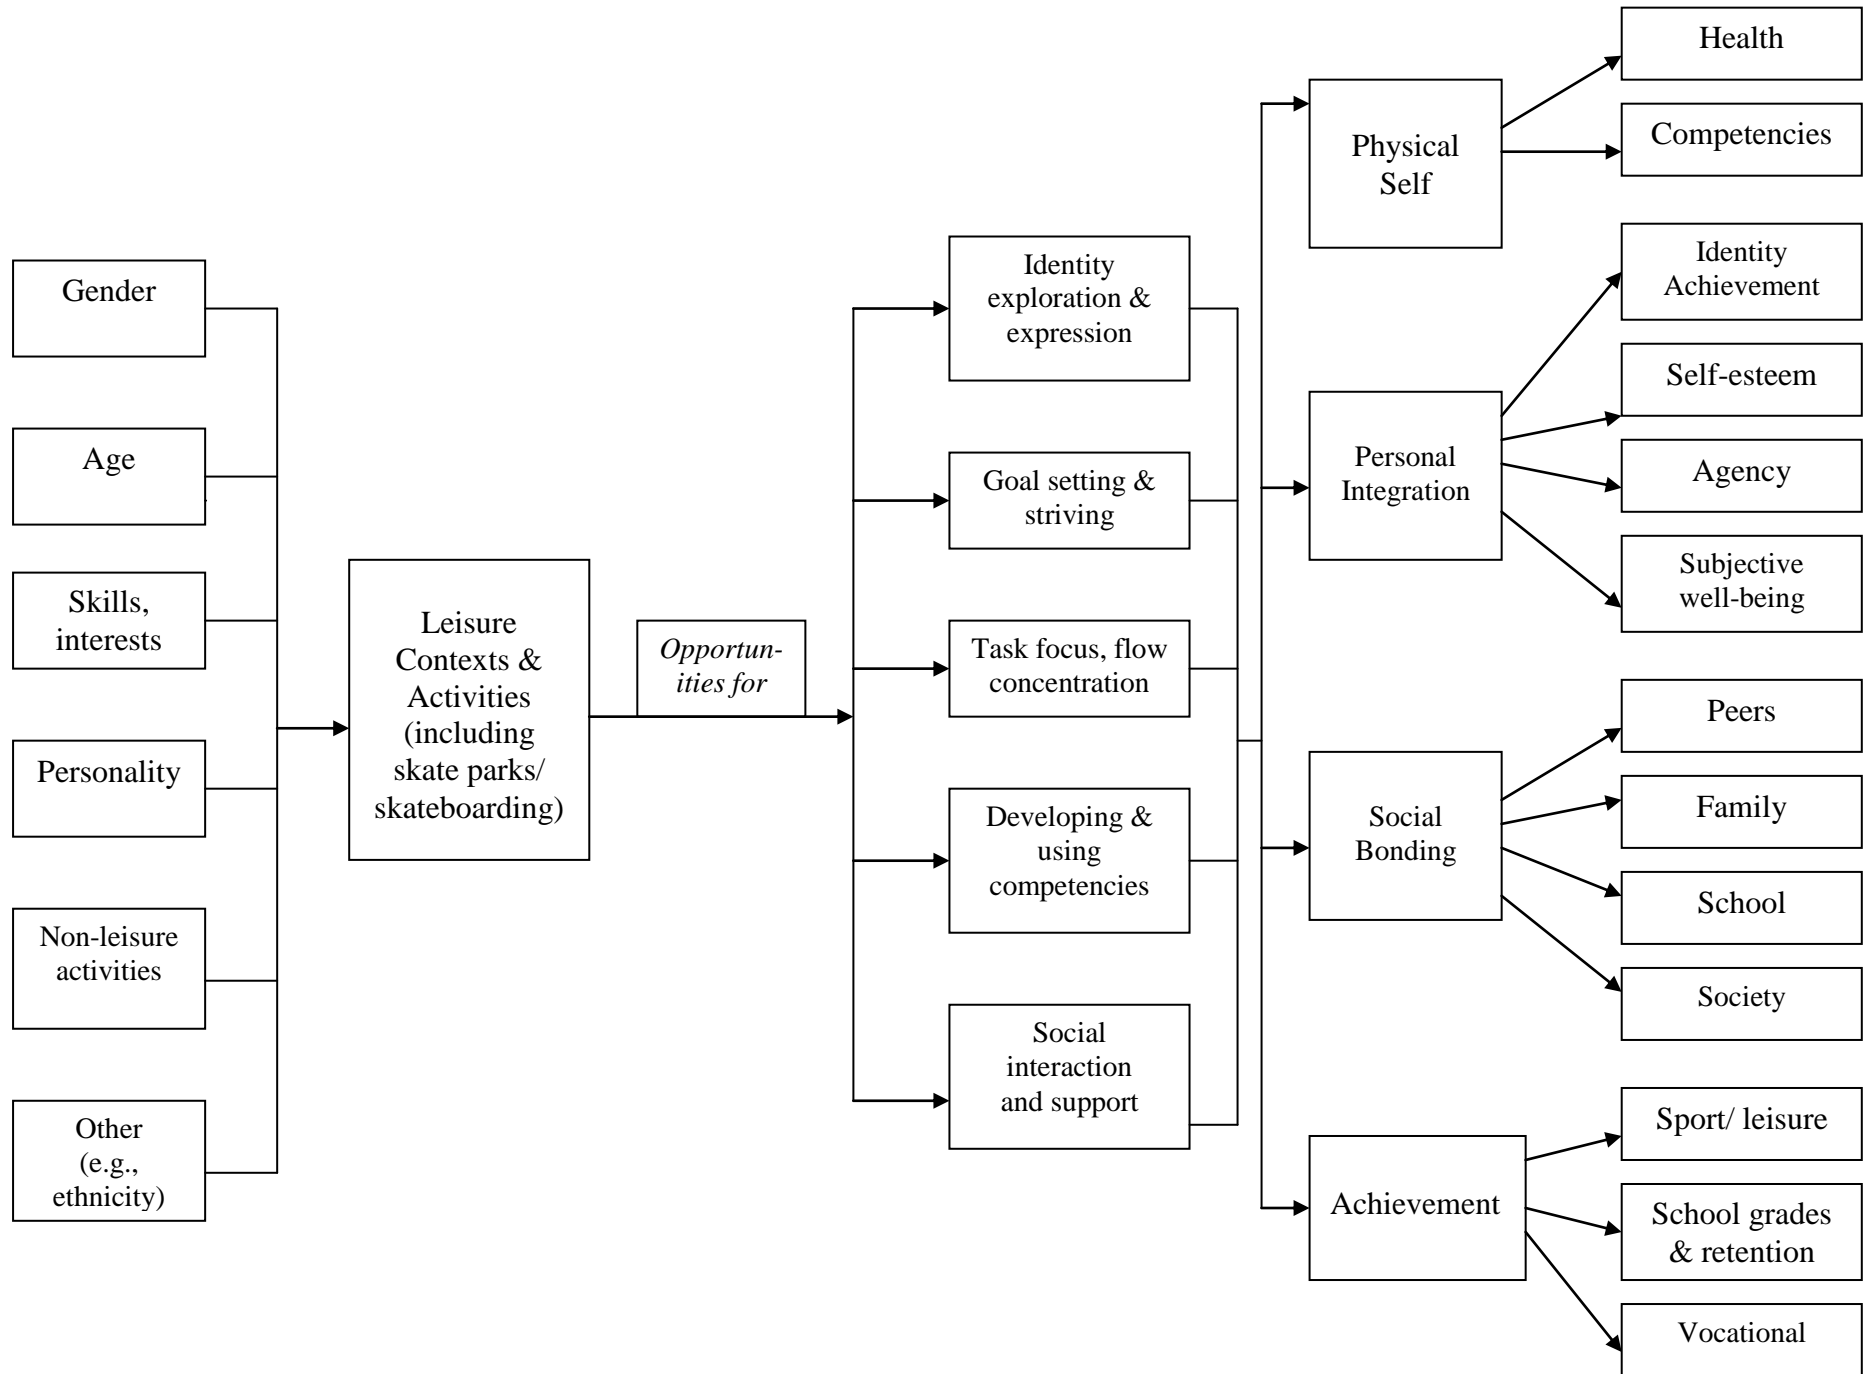 Gender
Age
Skills,
interests
Personality
Non-leisure
activities
Other
(e.g.,
ethnicity)
Leisure
Contexts &
Activities
(including
skate parks/
skateboarding)
Opportun-
ities for
Identity
exploration &
expression
Goal setting &
striving
Task focus, flow
concentration
Developing &
using
competencies
Social
interaction
and support
Physical
Self
Personal
Integration
Social
Bonding
Achievement
Health
Competencies
Identity
Achievement
Self-esteem
Agency
Subjective
well-being
Peers
Family
School
Society
Sport/ leisure
School grades
& retention
Vocational